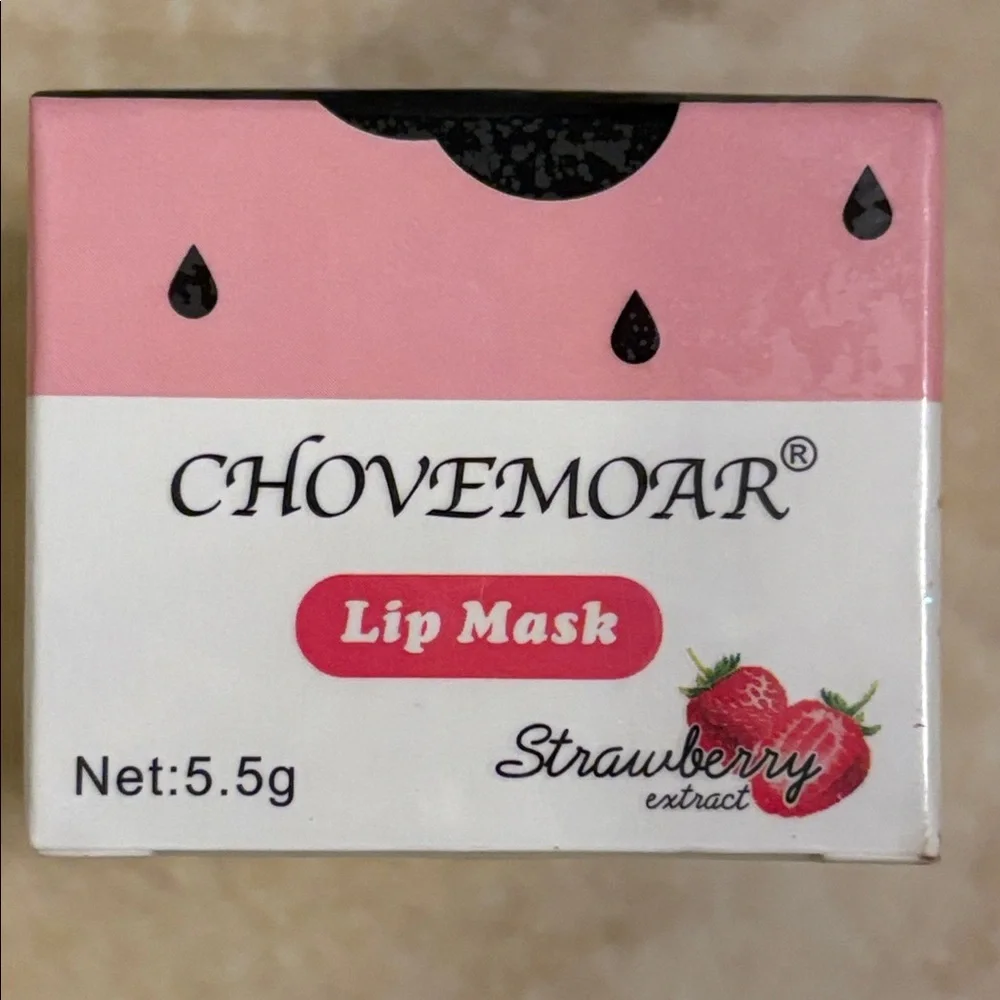 CHOVEMOAR®
Lip Mask
Strawberry
extract
Net:5.5g